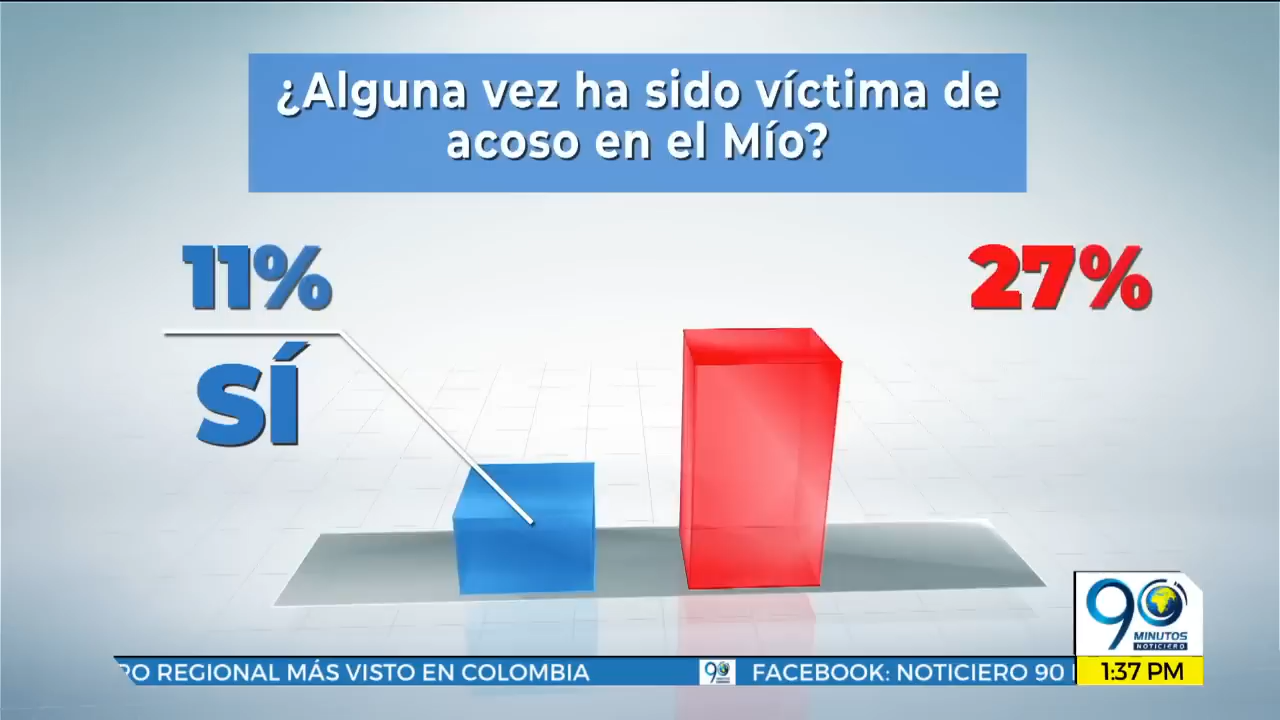 ¿Alguna vez ha sido víctima de
acoso en el Mío?
11%
27%
SÍ
90
MINUTOS
NOTICIERO
REGIONAL MÁS VISTO EN COLOMBIA
90
FACEBOOK: NOTICIERO 90
1:37 PM